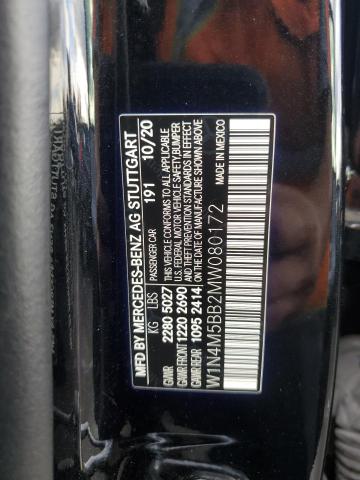 MFD BY MERCEDES-BENZ AG STUTTGART
KG LBS PASSENGER CAR 191 10/20
GVWR 2280 5027 THIS VEHICLE CONFORMS TO ALL APPLICABLE
GAWR FRONT 1220 2690 U.S. FEDERAL MOTOR VEHICLE SAFETY, BUMPER
GAWR REAR 1095 2414 AND THEFT PREVENTION STANDARDS IN EFFECT
ON THE DATE OF MANUFACTURE SHOWN ABOVE
W1N4M5BB2MW080172 MADE IN MEXICO